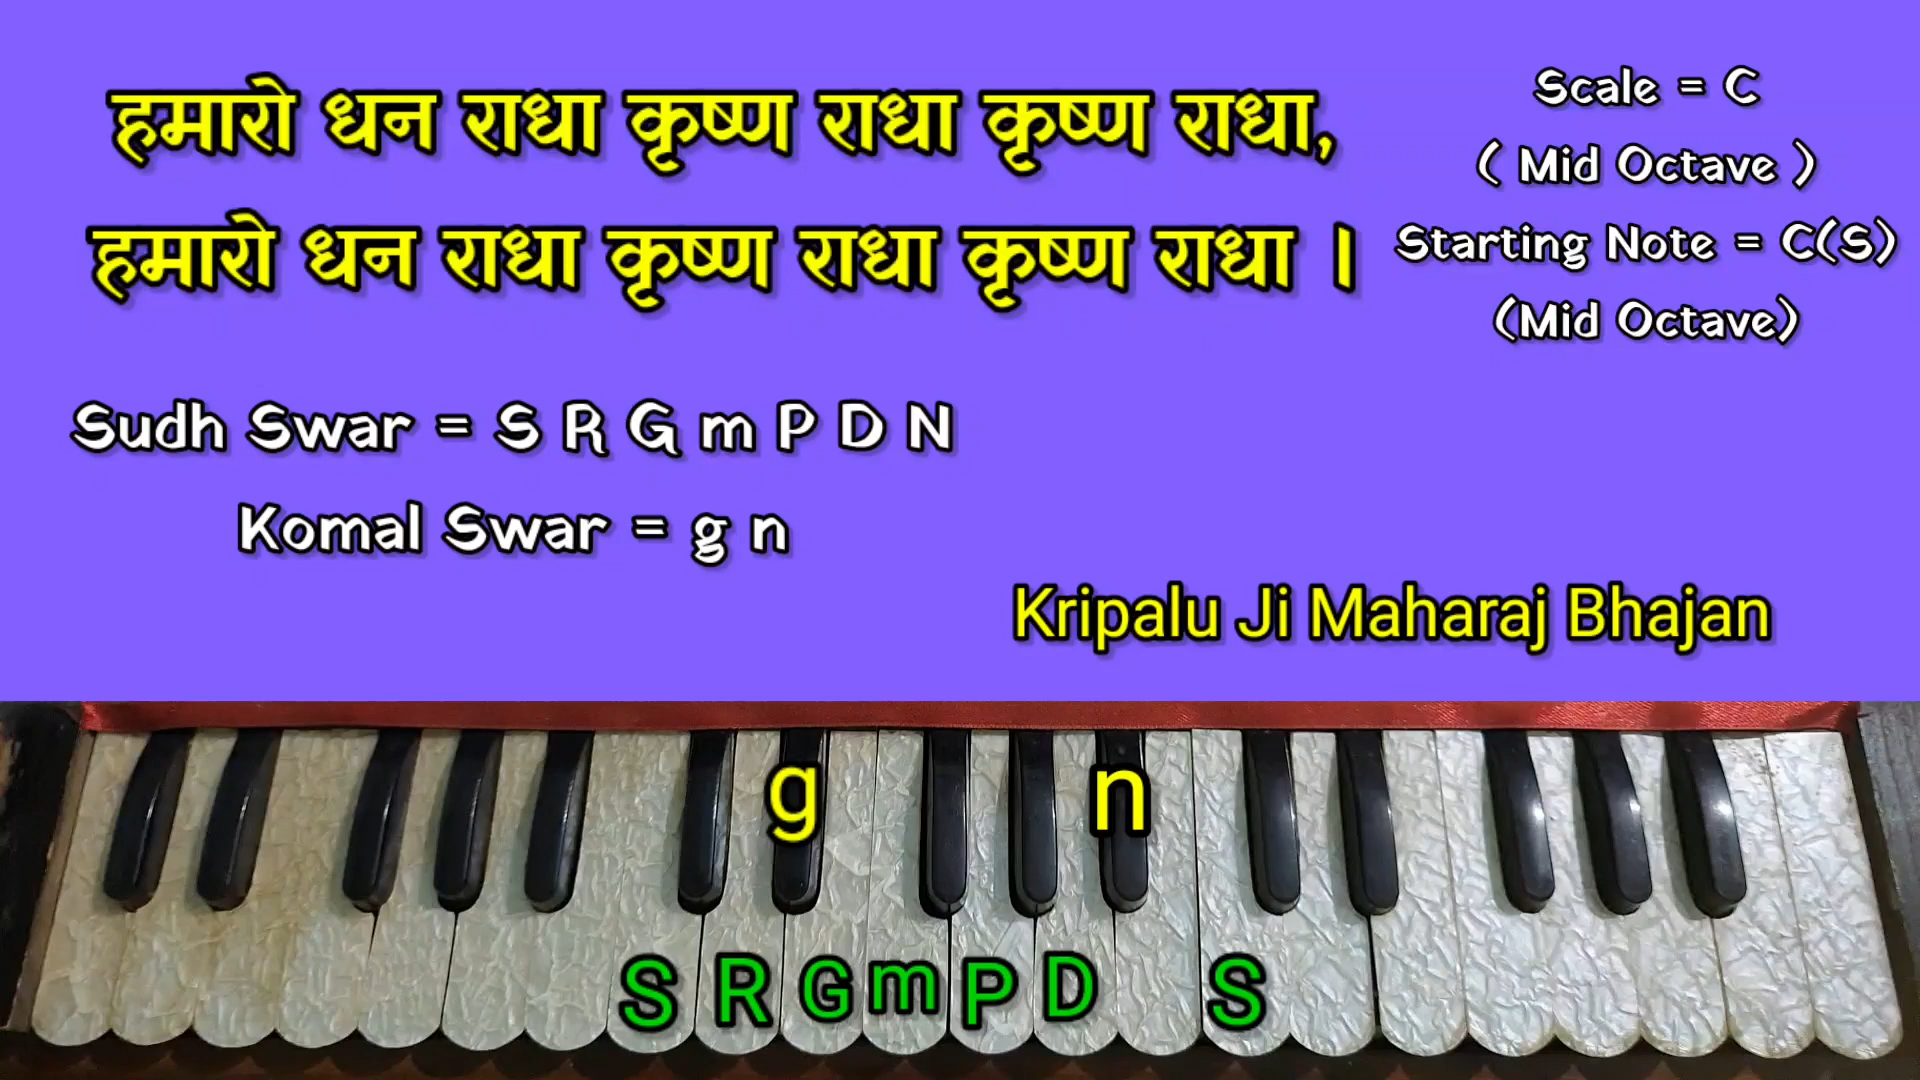 हमारो धन राधा कृष्ण राधा कृष्ण राधा,
हमारो धन राधा कृष्ण राधा कृष्ण राधा ।
Scale = C
( Mid Octave )
Starting Note = C(S)
(Mid Octave)
Sudh Swar = S R G m P D N
Komal Swar = g n
Kripalu Ji Maharaj Bhajan
g n
S R G m P D S